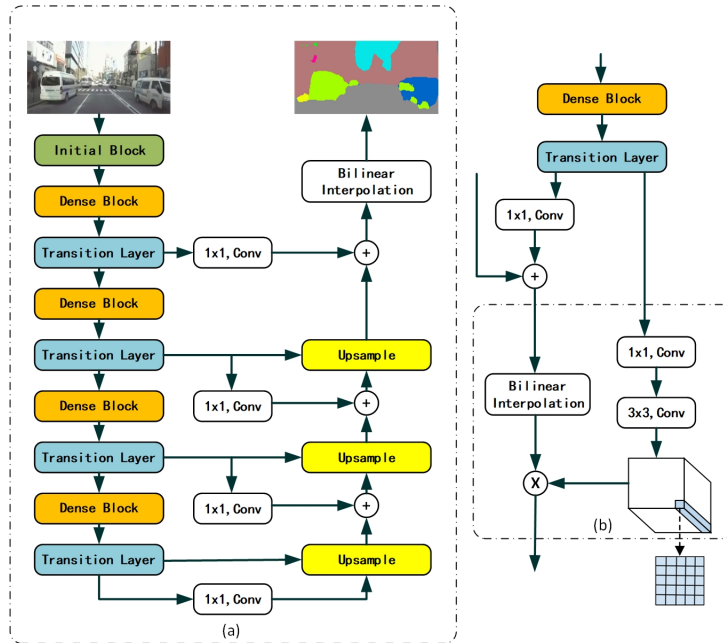 Initial Block
Dense Block
Transition Layer
1x1, Conv
+
Bilinear
Interpolation
Dense Block
Transition Layer
Upsample
1x1, Conv
+
Dense Block
Transition Layer
Upsample
1x1, Conv
+
Dense Block
Transition Layer
Upsample
1x1, Conv
(a)
Dense Block
Transition Layer
1x1, Conv
+
1x1, Conv
Bilinear
Interpolation
3x3, Conv
X
(b)